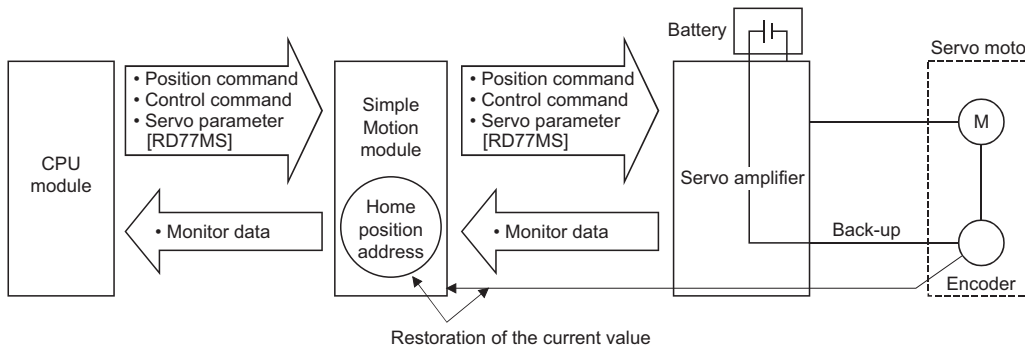 CPU
module
• Position command
• Control command
• Servo parameter
[RD77MS]
• Monitor data
Simple
Motion
module
Home
position
address
• Position command
• Control command
• Servo parameter
[RD77MS]
• Monitor data
Battery
Servo amplifier
Back-up
Servo motor
M
Encoder
Restoration of the current value